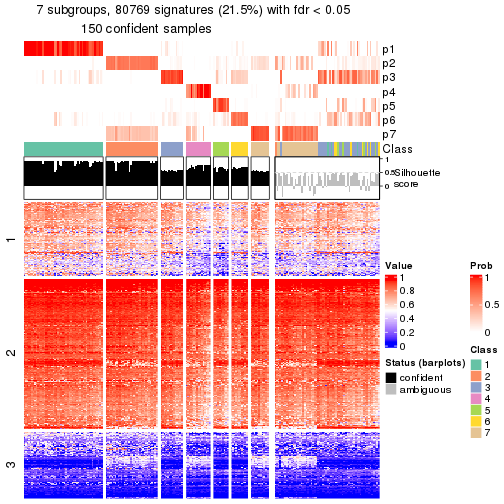 7 subgroups, 80769 signatures (21.5%) with fdr < 0.05
150 confident samples
p1
p2
p3
p4
p5
p6
p7
Class
1
0.5
0
Silhouette
score
1
2
3
Value
1
0.8
0.6
0.4
0.2
0
Status (barplots)
confident
ambiguous
Prob
1
0.5
0
Class
1
2
3
4
5
6
7